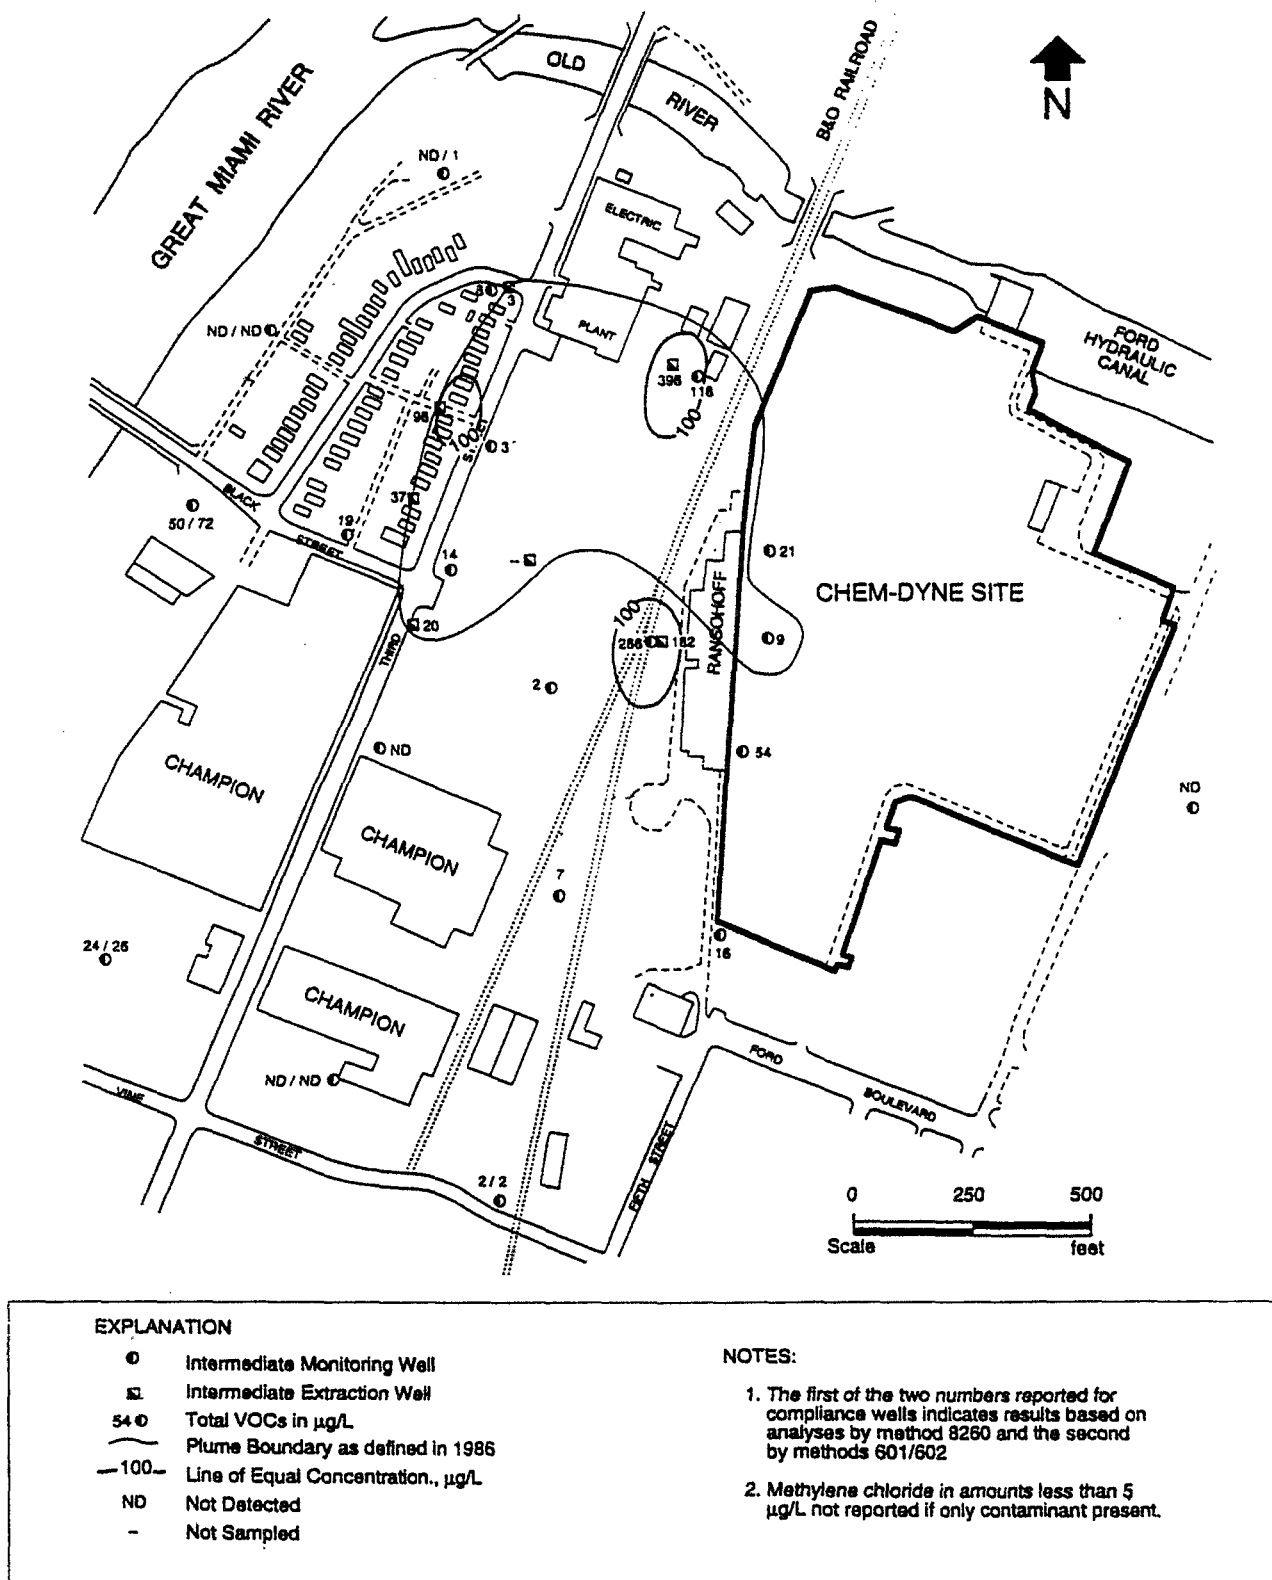 OLD
RIVER
B&O RAILROAD
N
GREAT MIAMI RIVER
ND / 1
ELECTRIC
PLANT
8
3
ND / ND
FORD
HYDRAULIC
CANAL
396
118
100
98
100
3
37
BLACK
STREET
50 / 72
19
14
-
21
CHEM-DYNE SITE
RANSOHOFF
100
20
THIRD
286
182
9
2
ND
54
CHAMPION
CHAMPION
ND
7
24 / 26
16
CHAMPION
FORD
BOULEVARD
ND / ND
VINE
STREET
FIFTH STREET
2 / 2
0 250 500
Scale feet
EXPLANATION
Intermediate Monitoring Well
Intermediate Extraction Well
54 Total VOCs in µg/L
Plume Boundary as defined in 1986
100 Line of Equal Concentration., µg/L
ND Not Detected
- Not Sampled
NOTES:
1. The first of the two numbers reported for
compliance wells indicates results based on
analyses by method 8260 and the second
by methods 601/602
2. Methylene chloride in amounts less than 5
µg/L not reported if only contaminant present.